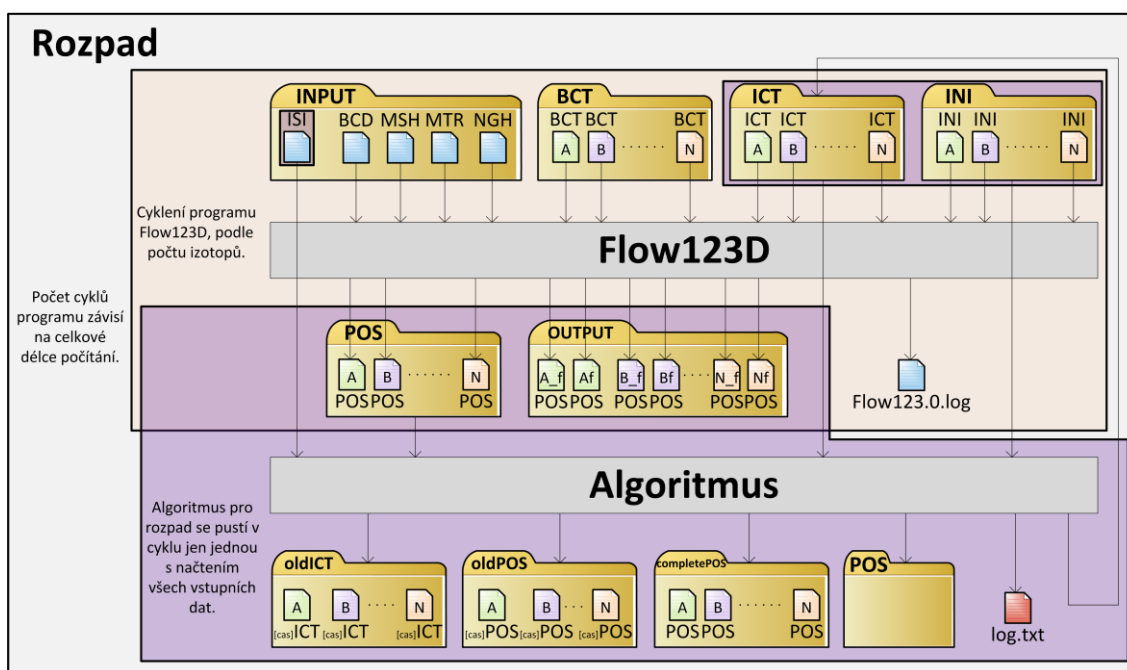 Rozpad
INPUT
BCT
ICT
INI
ISI BCD MSH MTR NGH
BCT BCT BCT
ICT ICT ICT
INI INI INI
A B ...... N
A B ...... N
A B ...... N
Cyklení programu
Flow123D, podle
počtu izotopů.
Flow123D
Počet cyklů
programu závisí
na celkové
délce počítání.
POS
OUTPUT
A B ...... N
POS POS POS
A_f Af B_f Bf ..... N_f Nf
POS POS POS POS POS POS
Flow123.0.log
Algoritmus
Algoritmus pro
rozpad se pustí v
cyklu jen jednou
s načtením
všech vstupních
dat.
oldICT
oldPOS
completePOS
POS
A B .... N
[cas]ICT [cas]ICT [cas]ICT
A B .... N
[cas]POS [cas]POS [cas]POS
A B ...... N
POS POS POS
log.txt